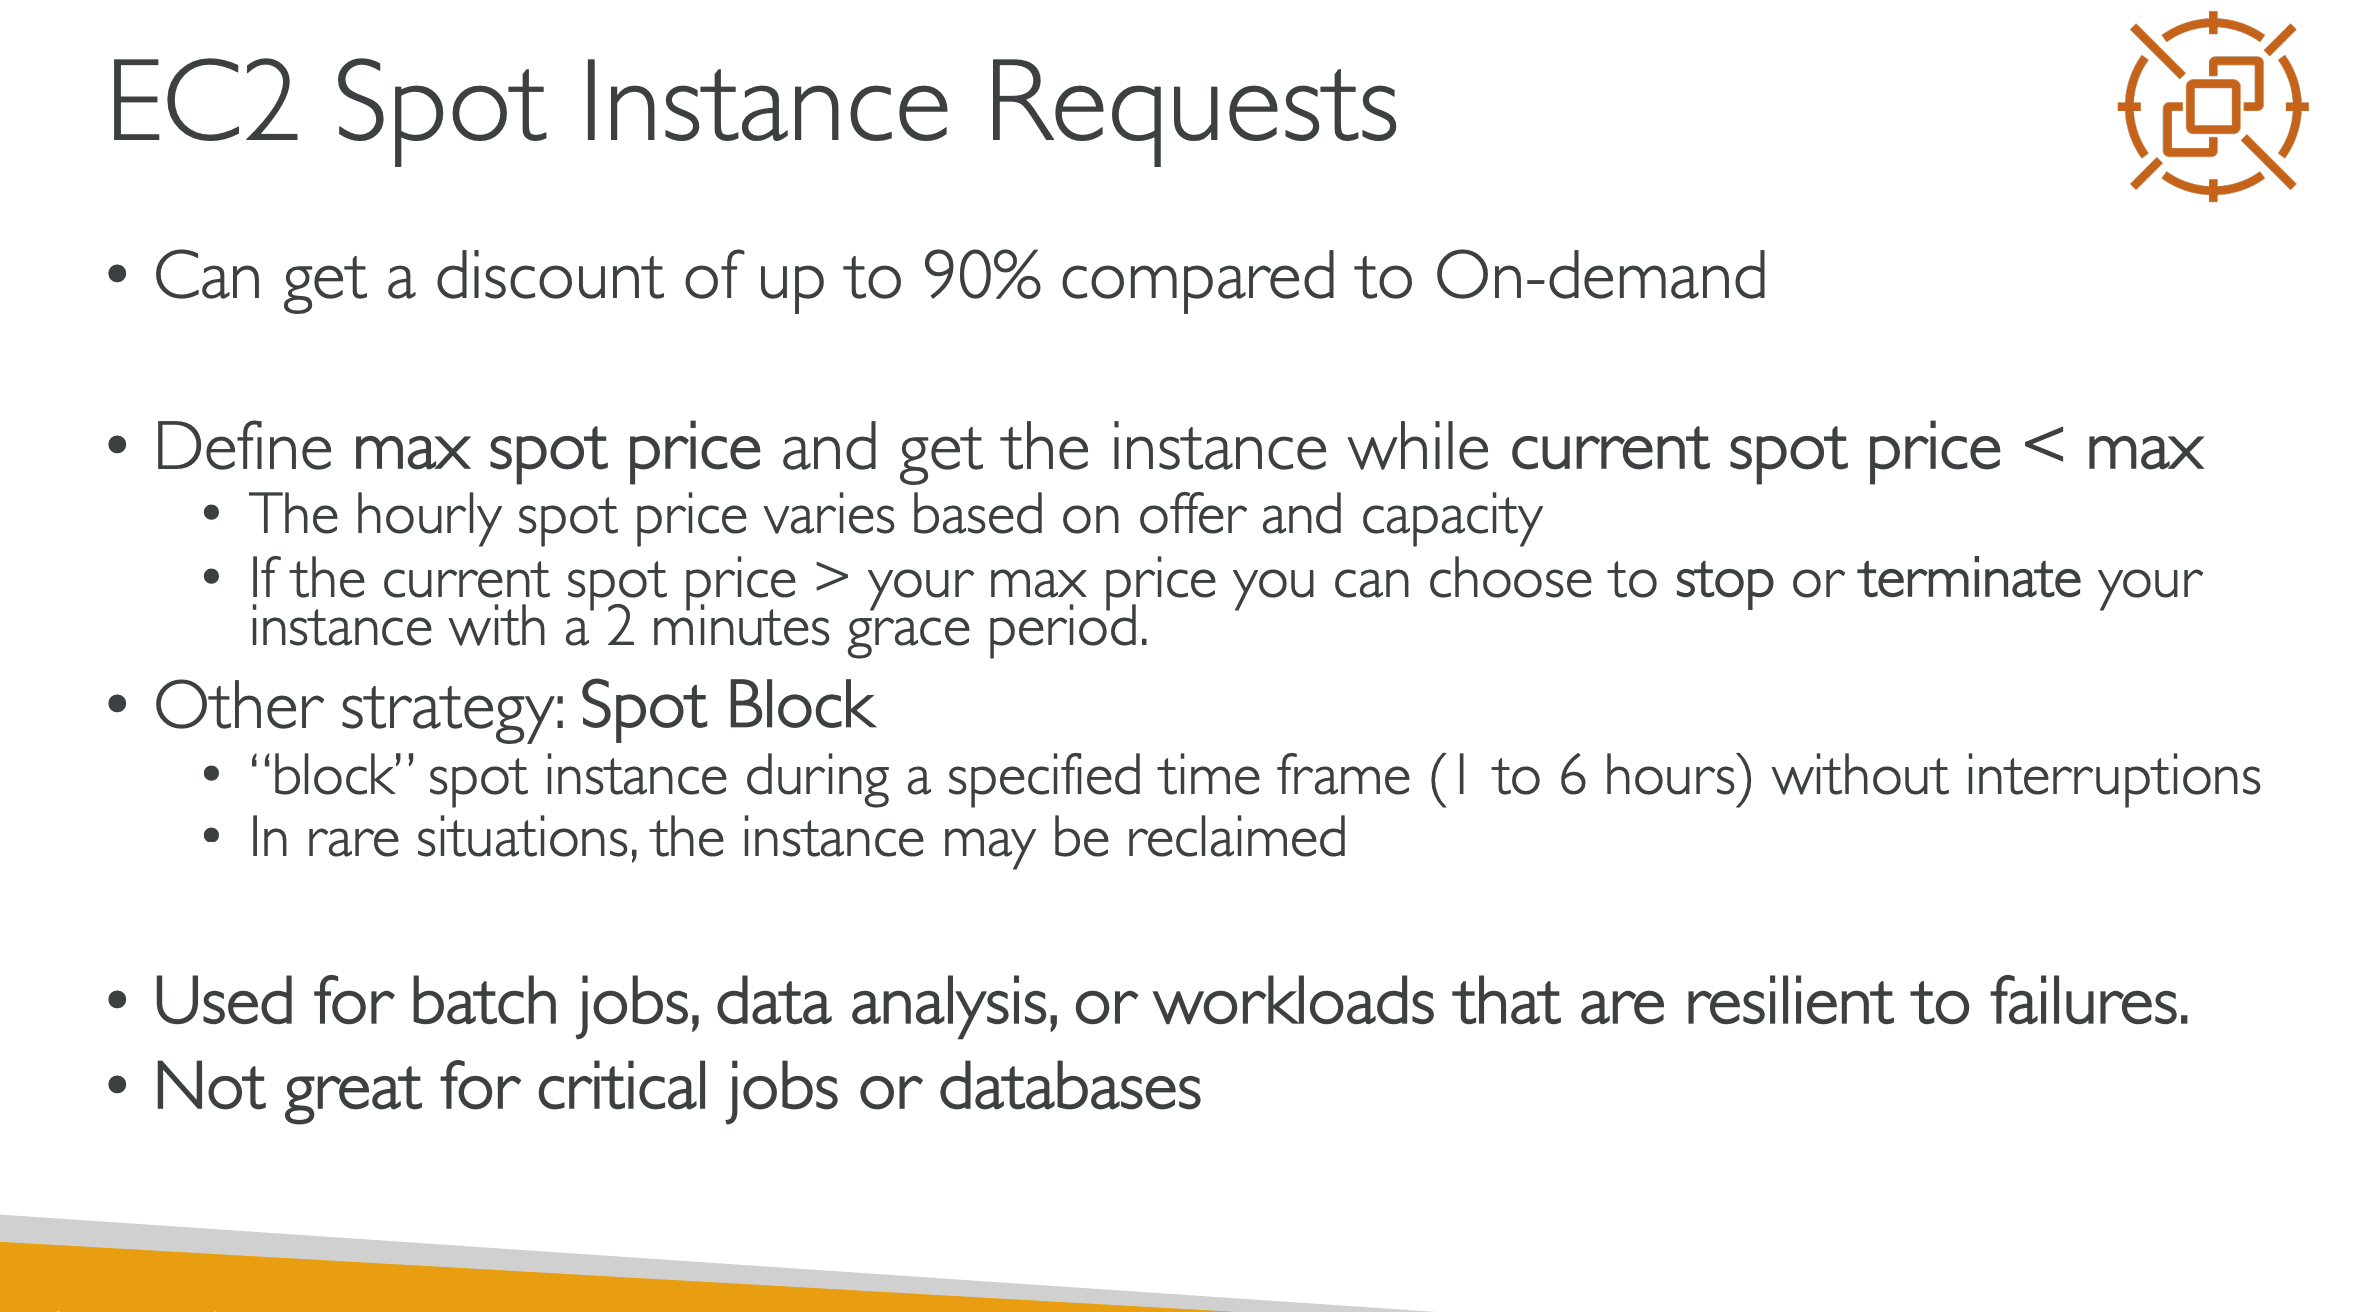 EC2 Spot Instance Requests
• Can get a discount of up to 90% compared to On-demand
• Define max spot price and get the instance while current spot price < max
• The hourly spot price varies based on offer and capacity
• If the current spot price > your max price you can choose to stop or terminate your
instance with a 2 minutes grace period.
• Other strategy: Spot Block
• “block” spot instance during a specified time frame (1 to 6 hours) without interruptions
• In rare situations, the instance may be reclaimed
• Used for batch jobs, data analysis, or workloads that are resilient to failures.
• Not great for critical jobs or databases